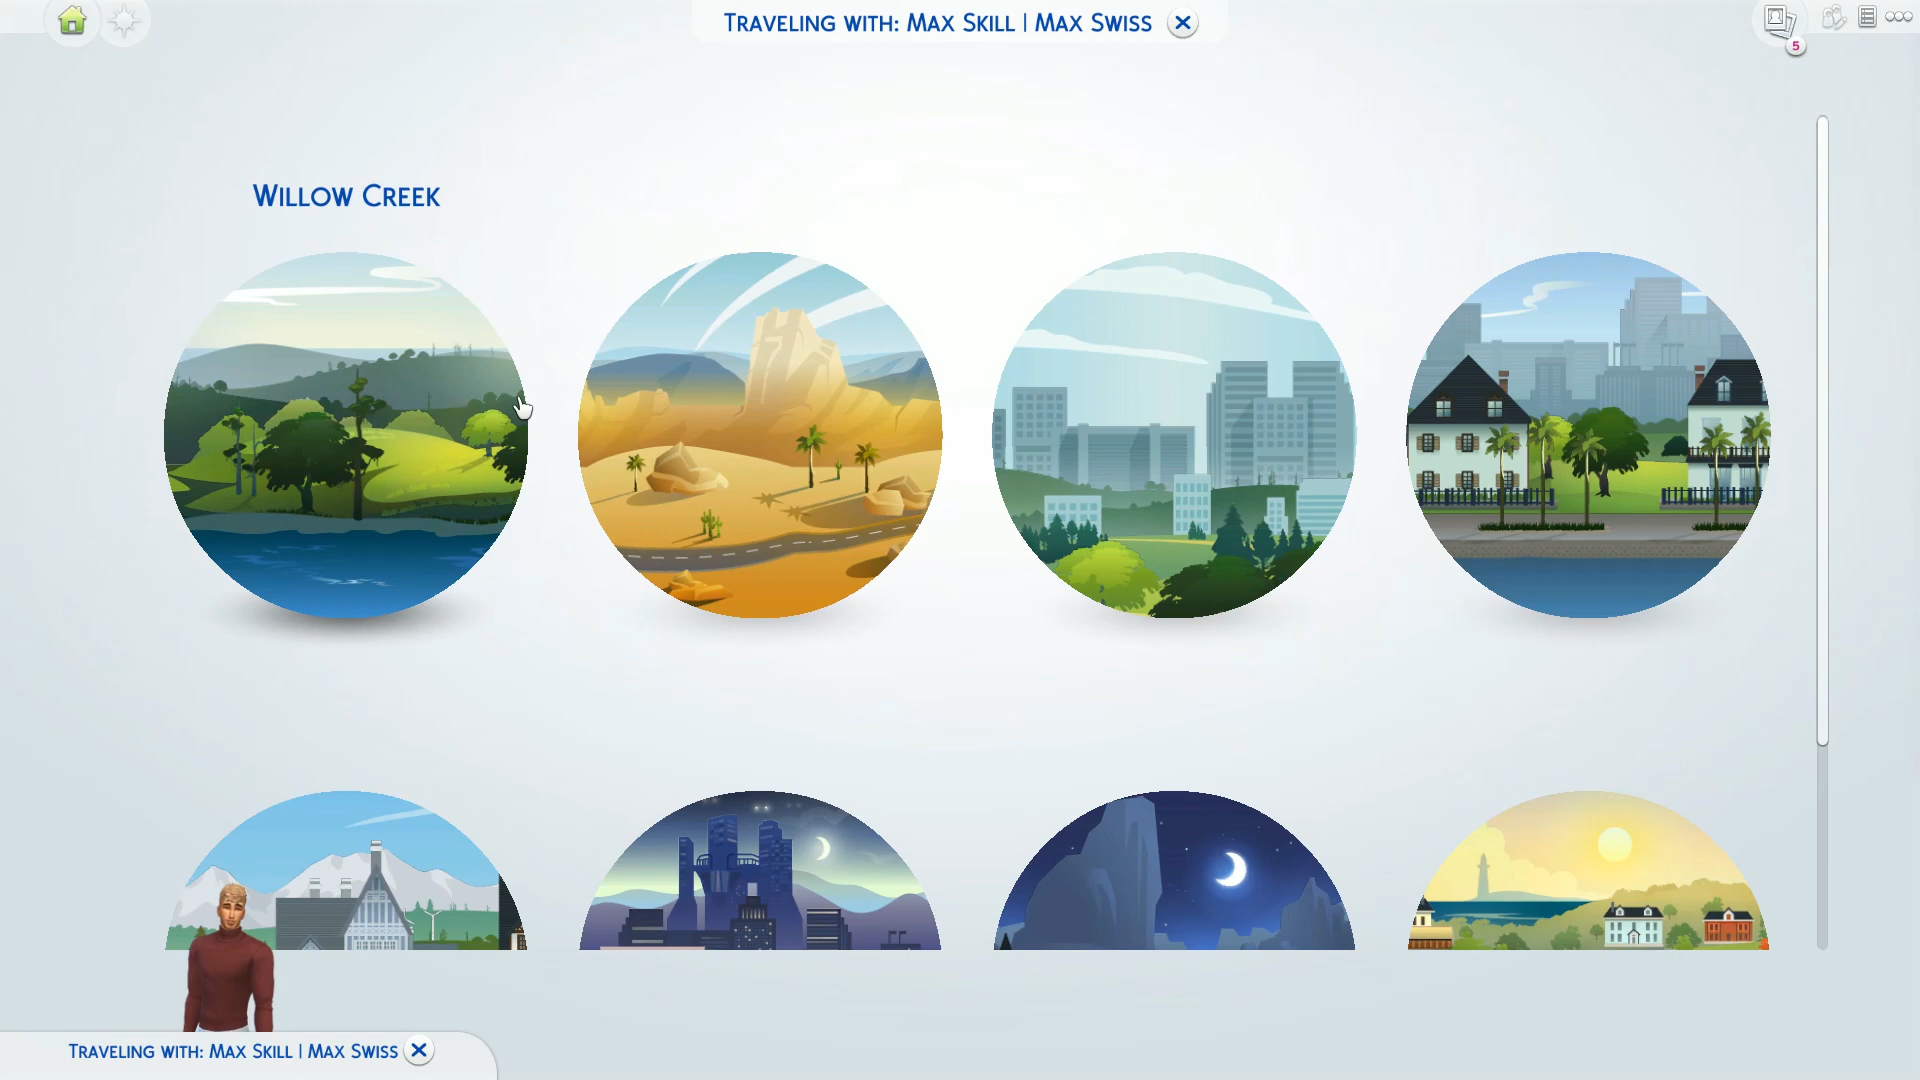 TRAVELING WITH: MAX SKILL | MAX SWISS
5
WILLOW CREEK
TRAVELING WITH: MAX SKILL | MAX SWISS